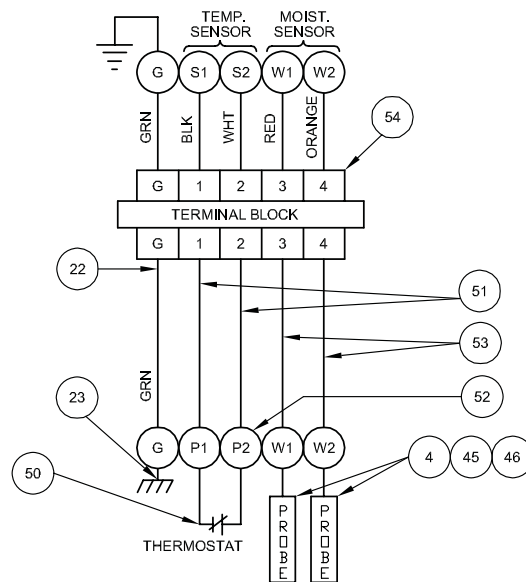 TEMP. SENSOR
MOIST. SENSOR
G S1 S2 W1 W2
GRN BLK WHT RED ORANGE
54
G 1 2 3 4
TERMINAL BLOCK
G 1 2 3 4
22
51
53
GRN
23
52
G P1 P2 W1 W2
4 45 46
50
THERMOSTAT
PROBE PROBE